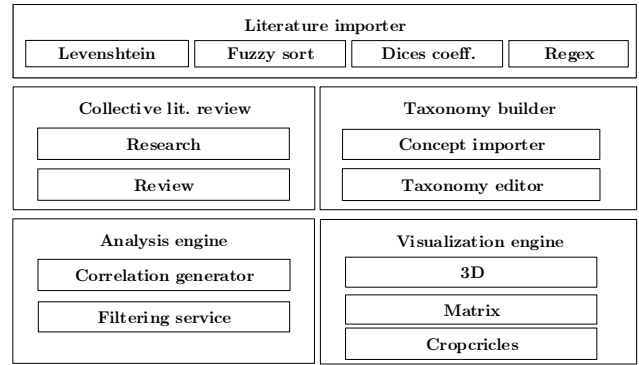 Literature importer
Levenshtein
Fuzzy sort
Dices coeff.
Regex
Collective lit. review
Research
Review
Taxonomy builder
Concept importer
Taxonomy editor
Analysis engine
Correlation generator
Filtering service
Visualization engine
3D
Matrix
Cropcricles